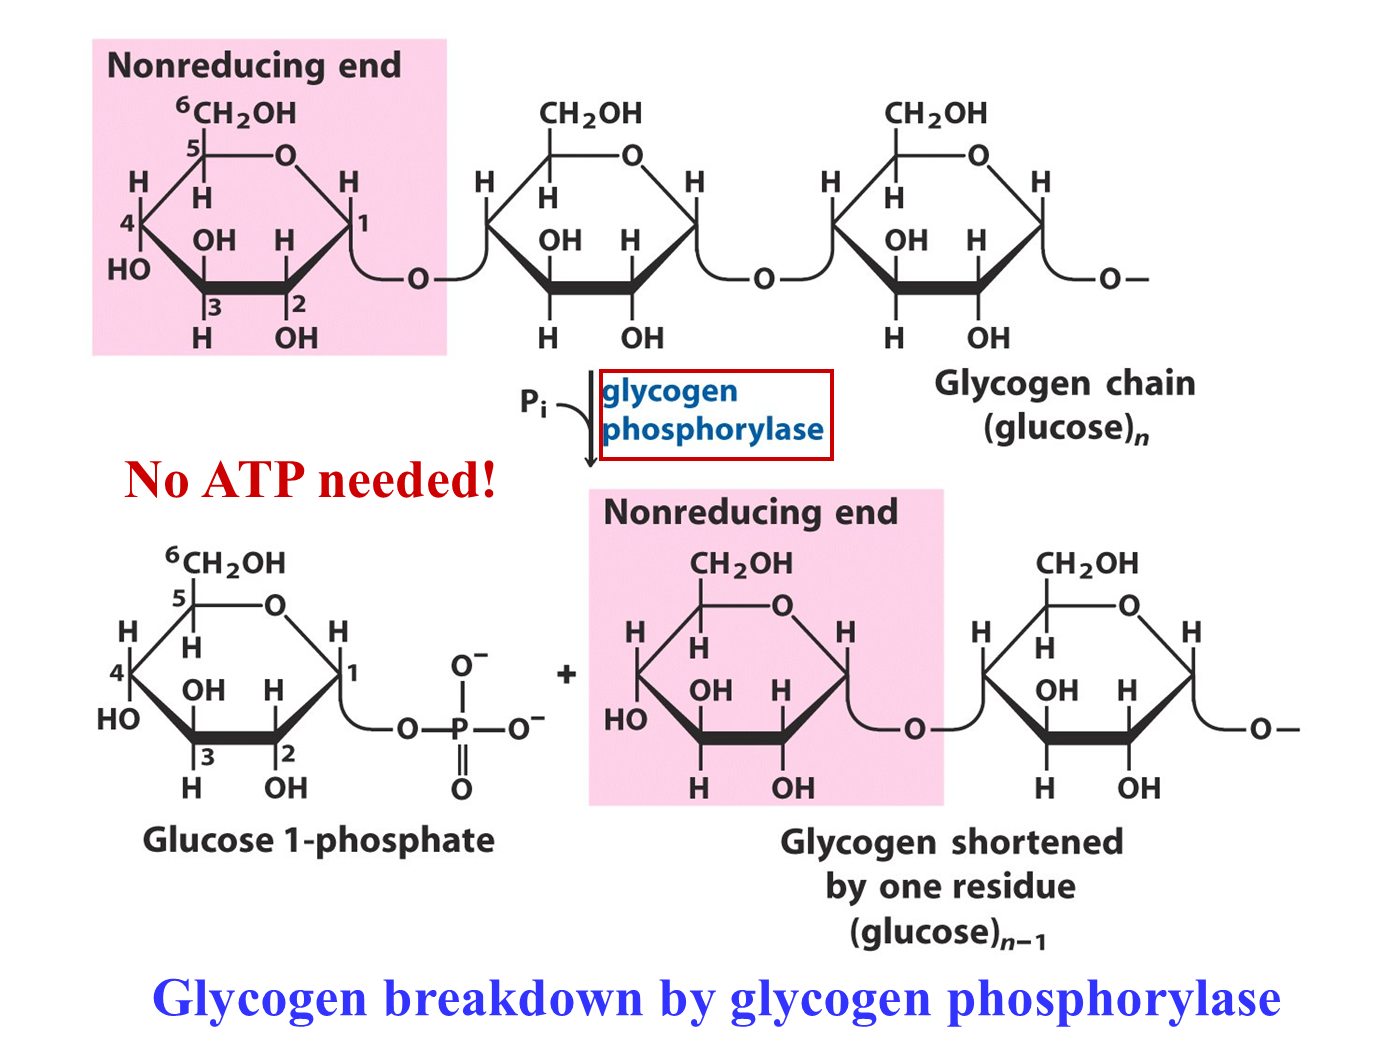 Nonreducing end
6CH2OH CH2OH CH2OH
5 O O O
H H H H H H
H H H
4 1
OH H OH H OH H
HO O O O
3 2
H OH H OH H OH
Pi glycogen phosphorylase
Glycogen chain
(glucose)n
No ATP needed!
Nonreducing end
6CH2OH CH2OH CH2OH
5 O O O
H H H H H H
H H H
4 1 O− +
OH H OH H OH H
HO O P O− HO O O
3 2
H OH O H OH H OH
Glucose 1-phosphate
Glycogen shortened
by one residue
(glucose)n−1
Glycogen breakdown by glycogen phosphorylase